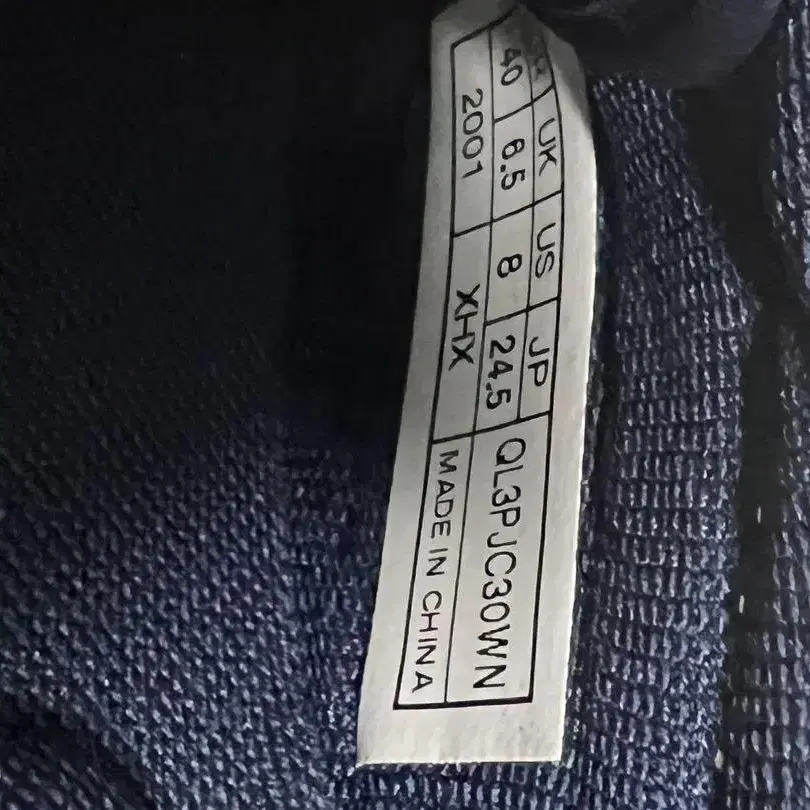 UK US JP
40 6.5 8 24.5 QL3PJC30WN
2001 XHX MADE IN CHINA